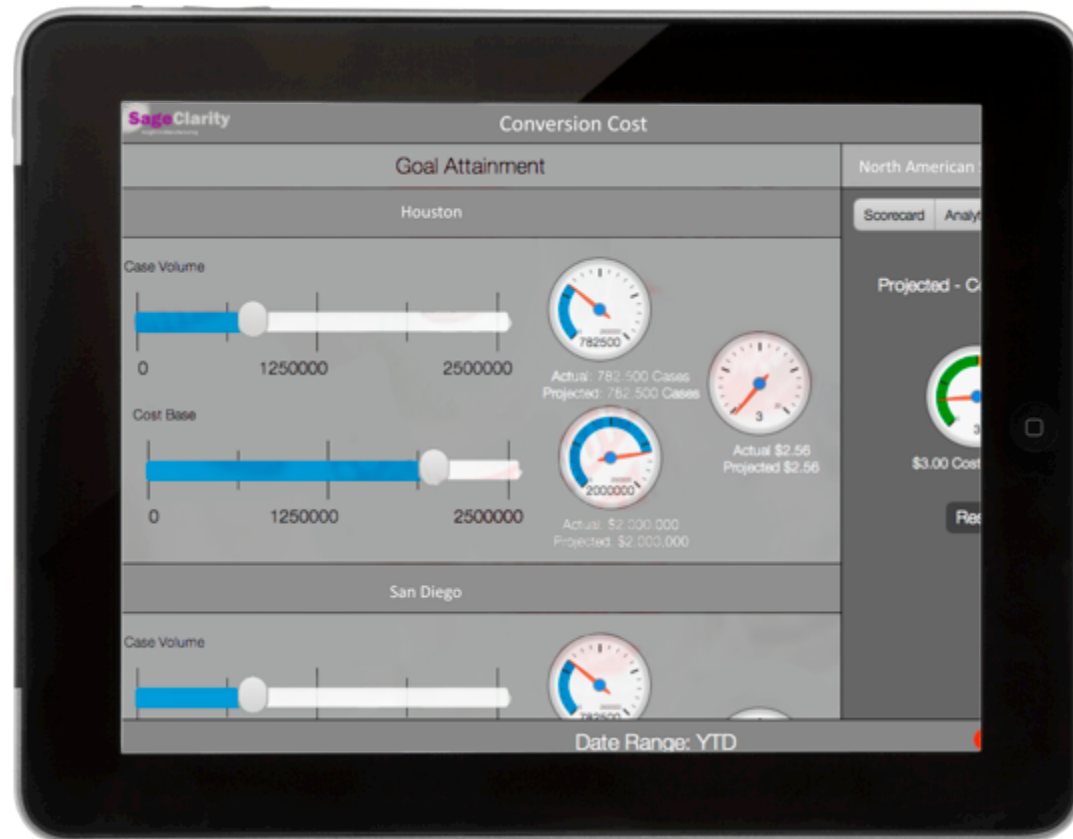 SageClarity
Conversion Cost
Goal Attainment
North American
Houston
Scorecard
Case Volume
0
1250000
2500000
782500
Actual: 782,500 Cases
Projected: 782,500 Cases
Cost Base
0
1250000
2500000
2000000
Actual: $2,000,000
Projected: $2,000,000
3
Actual $2.56
Projected $2.56
Projected -
$3.00 Cost
San Diego
Case Volume
782500
Date Range: YTD